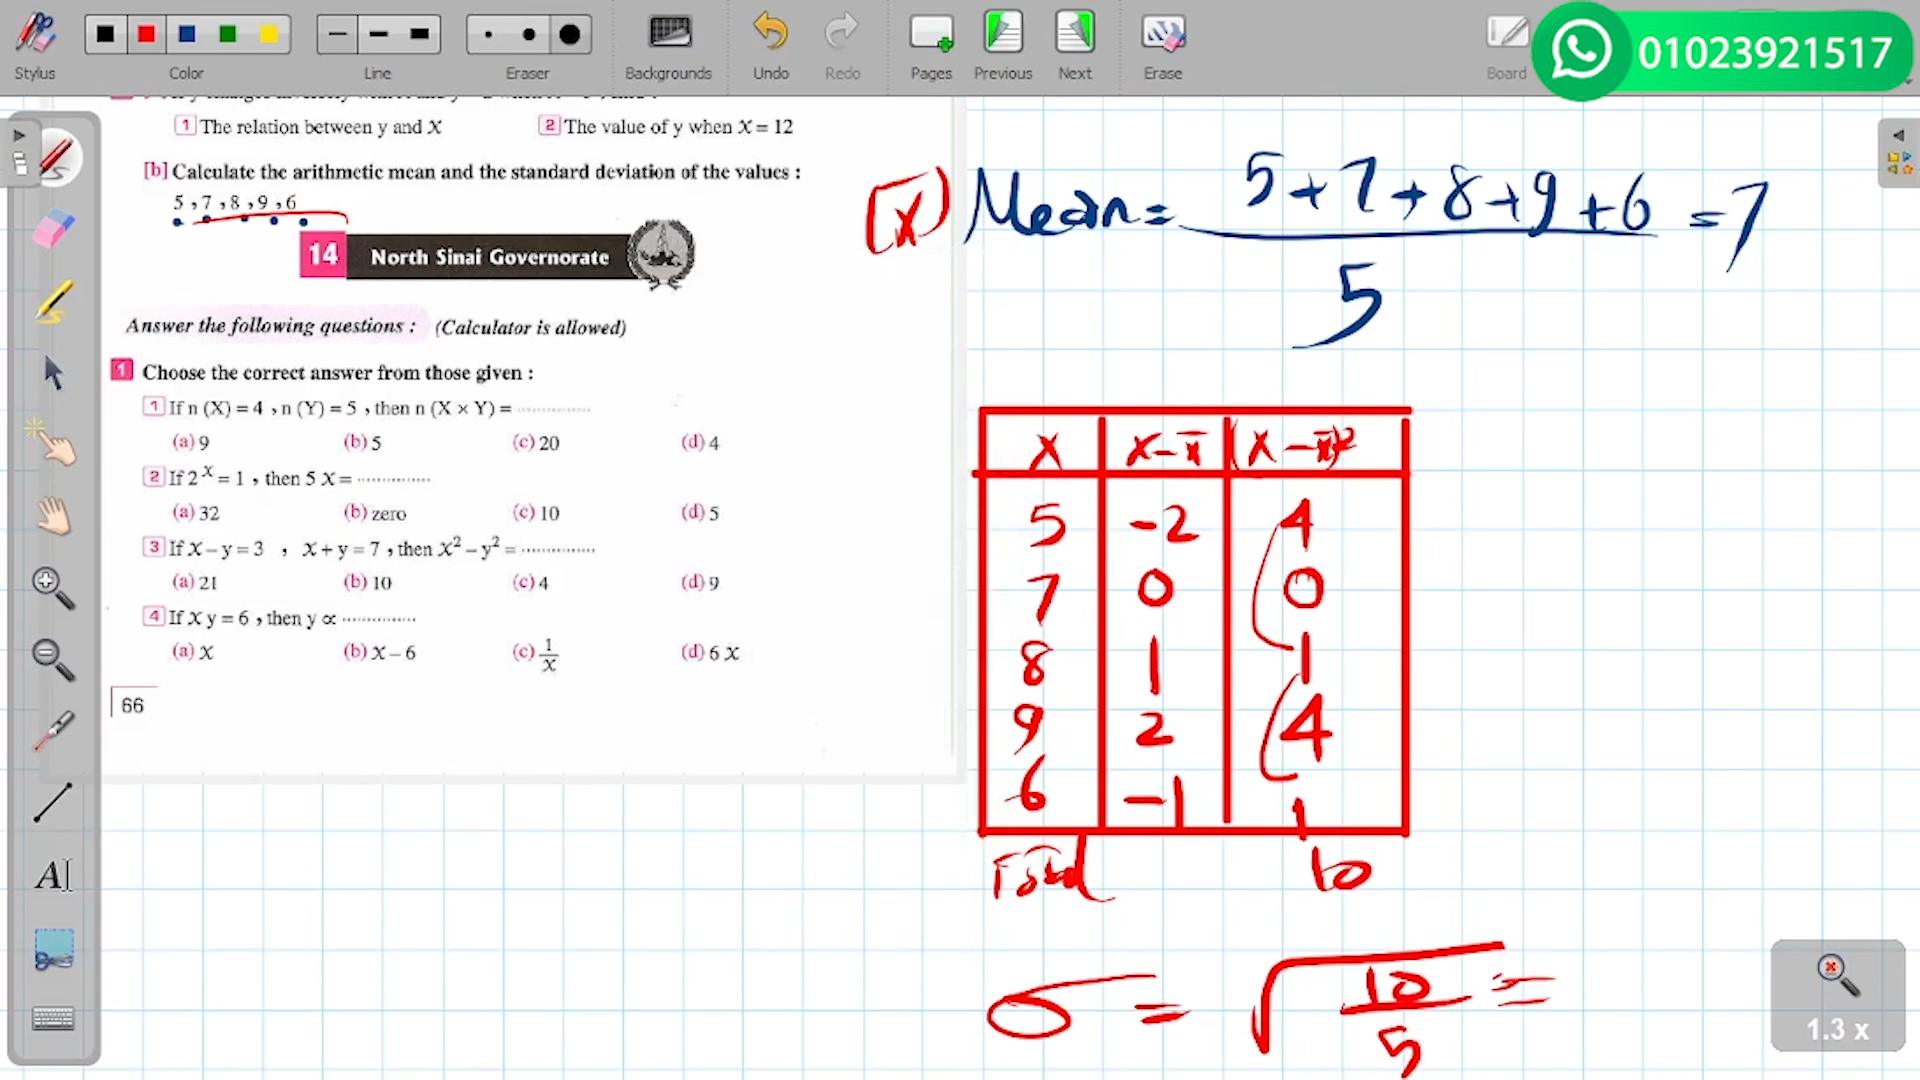 Stylus
Color
Line
Eraser
Backgrounds
Undo
Redo
Pages
Previous
Next
Erase
Board
01023921517
1 The relation between y and X 2 The value of y when X = 12
[b] Calculate the arithmetic mean and the standard deviation of the values :
5 , 7 , 8 , 9 , 6
14 North Sinai Governorate
Answer the following questions : (Calculator is allowed)
1 Choose the correct answer from those given :
1 If n (X) = 4 , n (Y) = 5 , then n (X × Y) = ..............
(a) 9 (b) 5 (c) 20 (d) 4
2 If 2^X = 1 , then 5 X = ..............
(a) 32 (b) zero (c) 10 (d) 5
3 If X – y = 3 , X + y = 7 , then X² – y² = ..............
(a) 21 (b) 10 (c) 4 (d) 9
4 If X y = 6 , then y ∝ ..............
(a) X (b) X – 6 (c) 1/X (d) 6 X
66
(x̄) Mean = (5+7+8+9+6)/5 = 7
x x–x̄ (x–x̄)²
5 -2 4
7 0 0
8 1 1
9 2 4
6 -1 1
Total 10
σ = √(10/5) =
A
1.3 x